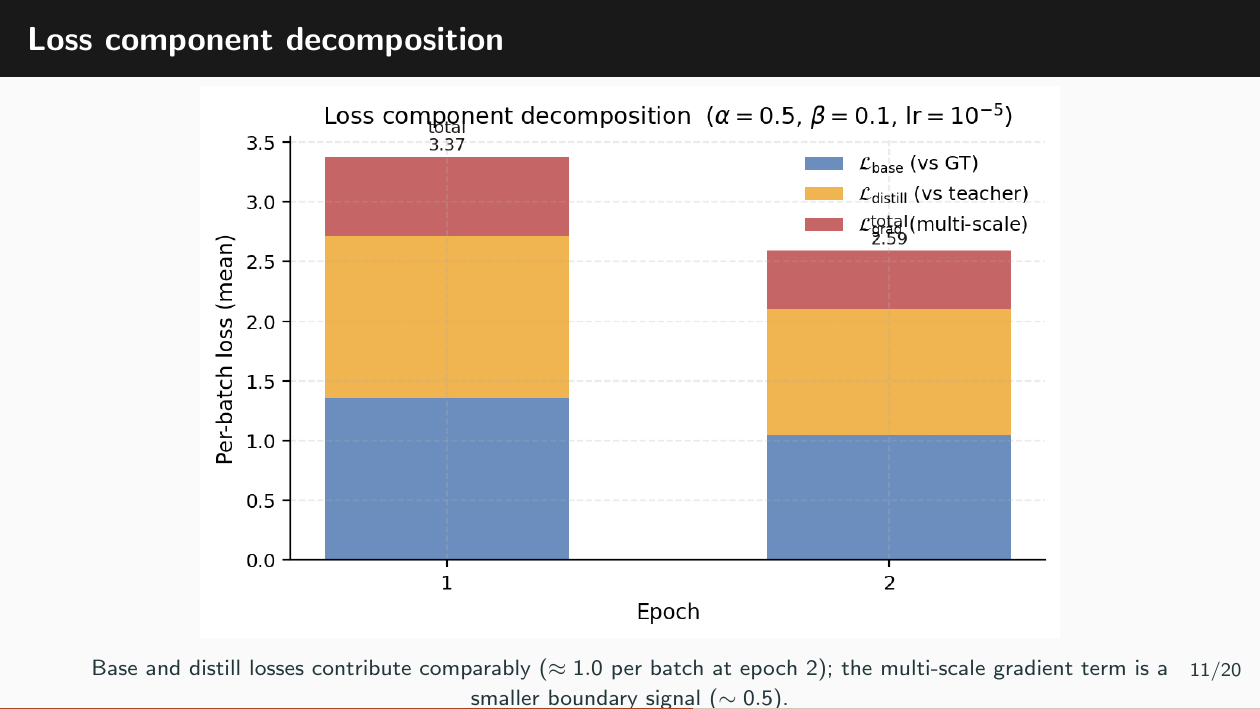 Loss component decomposition
Loss component decomposition (α = 0.5, β = 0.1, lr = 10⁻⁵)
total
3.37
ℒbase (vs GT)
ℒdistill (vs teacher)
ℒgrad (multi-scale)
total
2.59
Per-batch loss (mean)
3.5
3.0
2.5
2.0
1.5
1.0
0.5
0.0
1
2
Epoch
Base and distill losses contribute comparably (≈ 1.0 per batch at epoch 2); the multi-scale gradient term is a
smaller boundary signal (∼ 0.5).
11/20